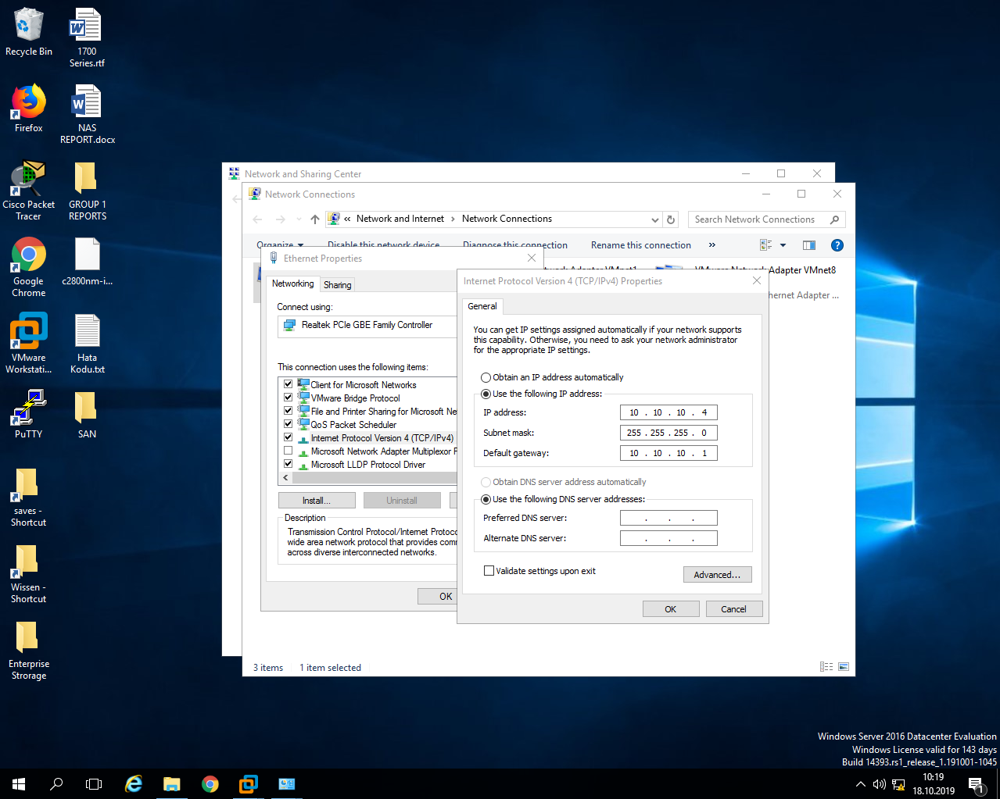 Recycle Bin
1700
Series.rtf
Firefox
NAS
REPORT.docx
Cisco Packet
Tracer
GROUP 1
REPORTS
Google
Chrome
c2800nm-i...
VMware
Workstati...
Hata
Kodu.txt
PuTTY
SAN
saves -
Shortcut
Wissen -
Shortcut
Enterprise
Strorage
Network and Sharing Center
Network Connections
« Network and Internet > Network Connections
Search Network Connections
Organize
Disable this network device
Diagnose this connection
Rename this connection
»
VMware Network Adapter VMnet8
hernet Adapter ...
3 items
1 item selected
Ethernet Properties
Networking
Sharing
Connect using:
Realtek PCIe GBE Family Controller
This connection uses the following items:
Client for Microsoft Networks
VMware Bridge Protocol
File and Printer Sharing for Microsoft Ne
QoS Packet Scheduler
Internet Protocol Version 4 (TCP/IPv4)
Microsoft Network Adapter Multiplexor P
Microsoft LLDP Protocol Driver
Install...
Uninstall
Description
Transmission Control Protocol/Internet Protoco
wide area network protocol that provides com
across diverse interconnected networks.
OK
Internet Protocol Version 4 (TCP/IPv4) Properties
General
You can get IP settings assigned automatically if your network supports
this capability. Otherwise, you need to ask your network administrator
for the appropriate IP settings.
Obtain an IP address automatically
Use the following IP address:
IP address: 10 . 10 . 10 . 4
Subnet mask: 255 . 255 . 255 . 0
Default gateway: 10 . 10 . 10 . 1
Obtain DNS server address automatically
Use the following DNS server addresses:
Preferred DNS server: . . .
Alternate DNS server: . . .
Validate settings upon exit
Advanced...
OK
Cancel
Windows Server 2016 Datacenter Evaluation
Windows License valid for 143 days
Build 14393.rs1_release_1.191001-1045
10:19
18.10.2019
1